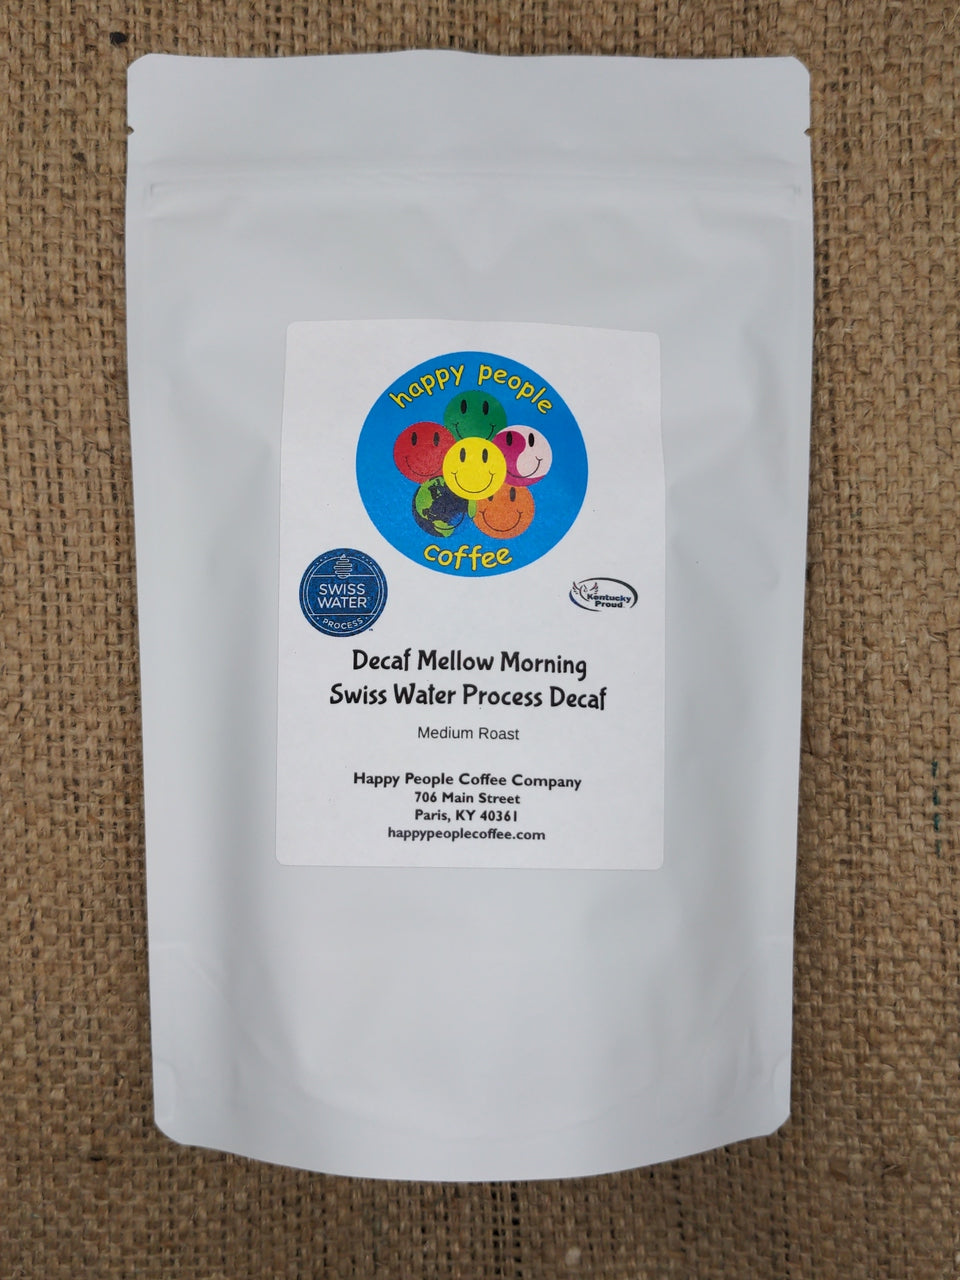 happy people
coffee
SWISS
WATER
PROCESS
™
Kentucky
Proud
Decaf Mellow Morning
Swiss Water Process Decaf
Medium Roast
Happy People Coffee Company
706 Main Street
Paris, KY 40361
happypeoplecoffee.com